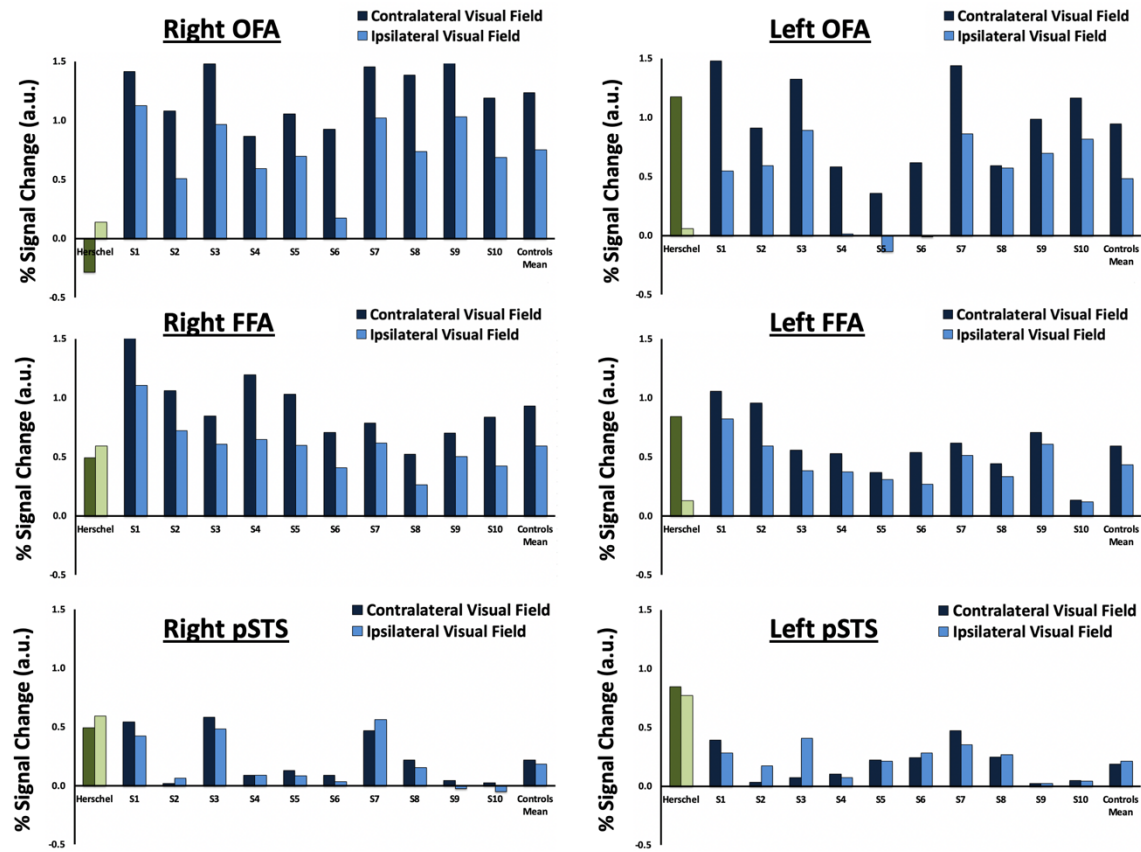 Right OFA
Contralateral Visual Field
Ipsilateral Visual Field
% Signal Change (a.u.)
1.5
1.0
0.5
0.0
-0.5
Herschel S1 S2 S3 S4 S5 S6 S7 S8 S9 S10 Controls
Mean
Left OFA
Contralateral Visual Field
Ipsilateral Visual Field
% Signal Change (a.u.)
1.5
1.0
0.5
0.0
-0.5
Herschel S1 S2 S3 S4 S5 S6 S7 S8 S9 S10 Controls
Mean
Right FFA
Contralateral Visual Field
Ipsilateral Visual Field
% Signal Change (a.u.)
1.5
1.0
0.5
0.0
-0.5
Herschel S1 S2 S3 S4 S5 S6 S7 S8 S9 S10 Controls
Mean
Left FFA
Contralateral Visual Field
Ipsilateral Visual Field
% Signal Change (a.u.)
1.5
1.0
0.5
0.0
-0.5
Herschel S1 S2 S3 S4 S5 S6 S7 S8 S9 S10 Controls
Mean
Right pSTS
Contralateral Visual Field
Ipsilateral Visual Field
% Signal Change (a.u.)
1.5
1.0
0.5
0.0
-0.5
Herschel S1 S2 S3 S4 S5 S6 S7 S8 S9 S10 Controls
Mean
Left pSTS
Contralateral Visual Field
Ipsilateral Visual Field
% Signal Change (a.u.)
1.5
1.0
0.5
0.0
-0.5
Herschel S1 S2 S3 S4 S5 S6 S7 S8 S9 S10 Controls
Mean